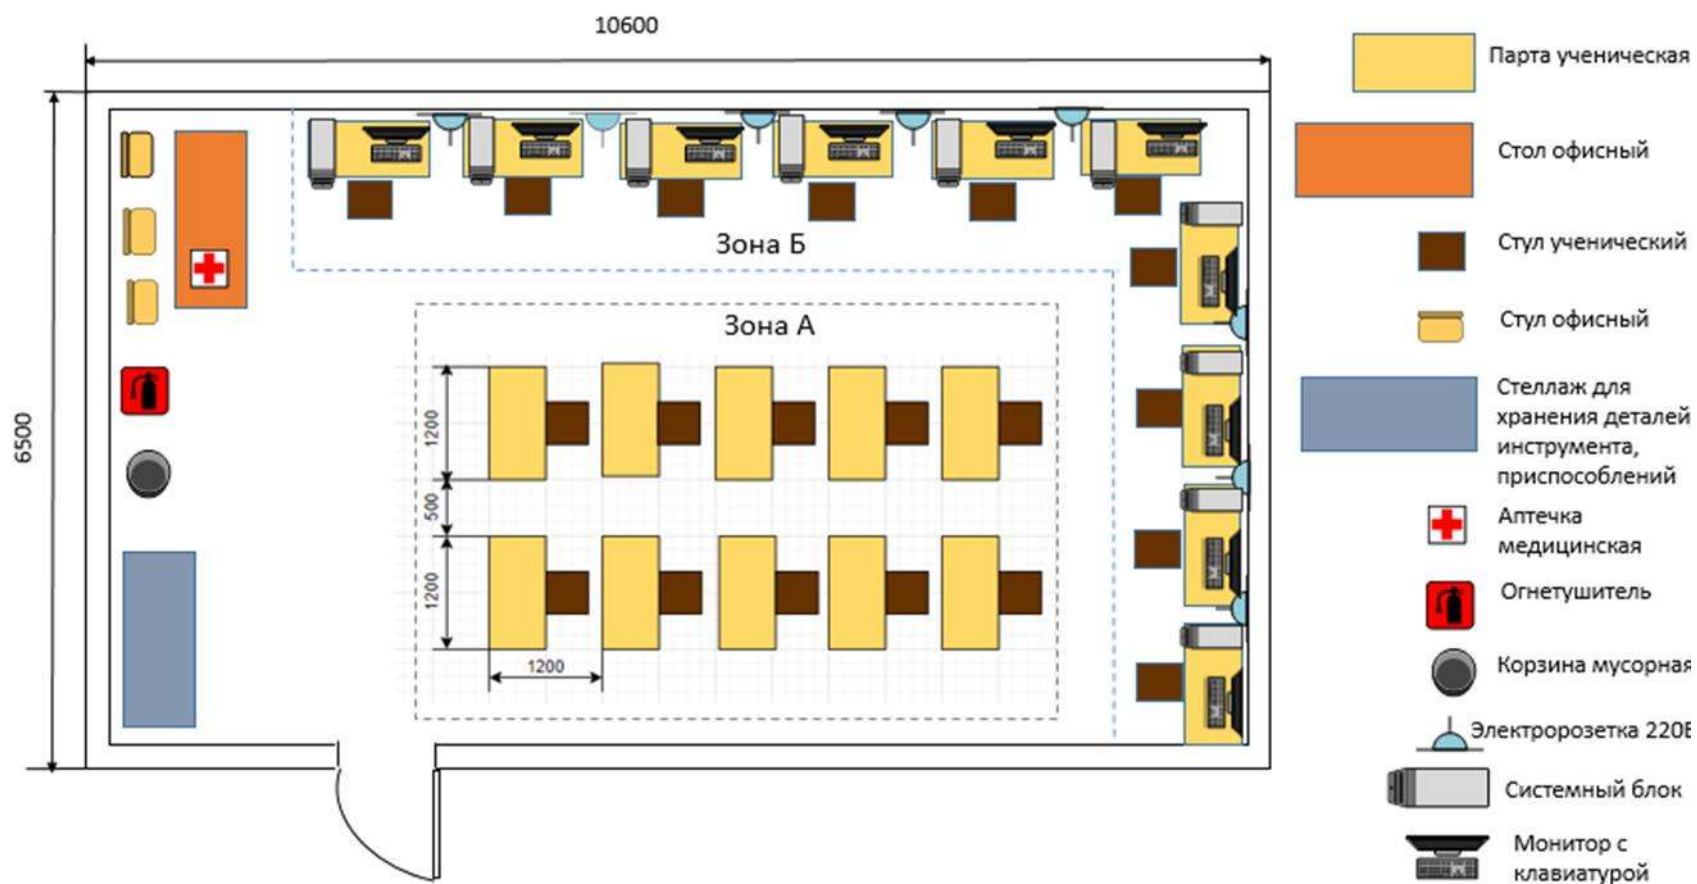 10600
6500
Зона Б
Зона А
1200
500
1200
1200
Парта ученическая
Стол офисный
Стул ученический
Стул офисный
Стеллаж для
хранения деталей,
инструмента,
приспособлений
Аптечка
медицинская
Огнетушитель
Корзина мусорная
Электророзетка 220В
Системный блок
Монитор с
клавиатурой